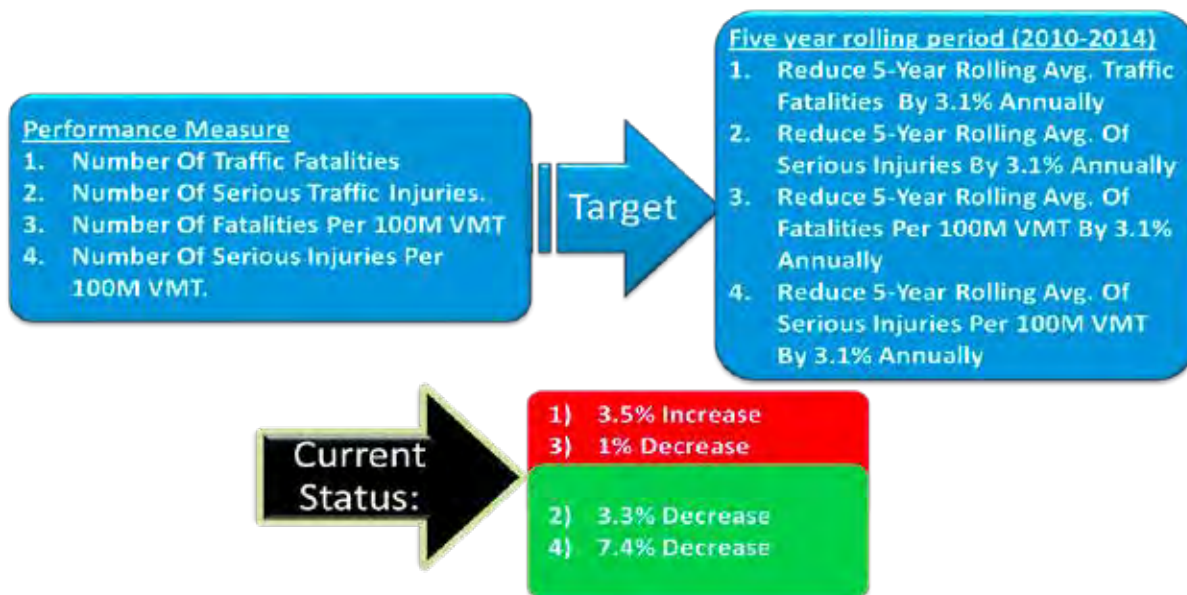 Performance Measure
1. Number Of Traffic Fatalities
2. Number Of Serious Traffic Injuries.
3. Number Of Fatalities Per 100M VMT
4. Number Of Serious Injuries Per
100M VMT.
Target
Five year rolling period (2010-2014)
1. Reduce 5-Year Rolling Avg. Traffic
Fatalities By 3.1% Annually
2. Reduce 5-Year Rolling Avg. Of
Serious Injuries By 3.1% Annually
3. Reduce 5-Year Rolling Avg. Of
Fatalities Per 100M VMT By 3.1%
Annually
4. Reduce 5-Year Rolling Avg. Of
Serious Injuries Per 100M VMT
By 3.1% Annually
Current
Status:
1) 3.5% Increase
3) 1% Decrease
2) 3.3% Decrease
4) 7.4% Decrease